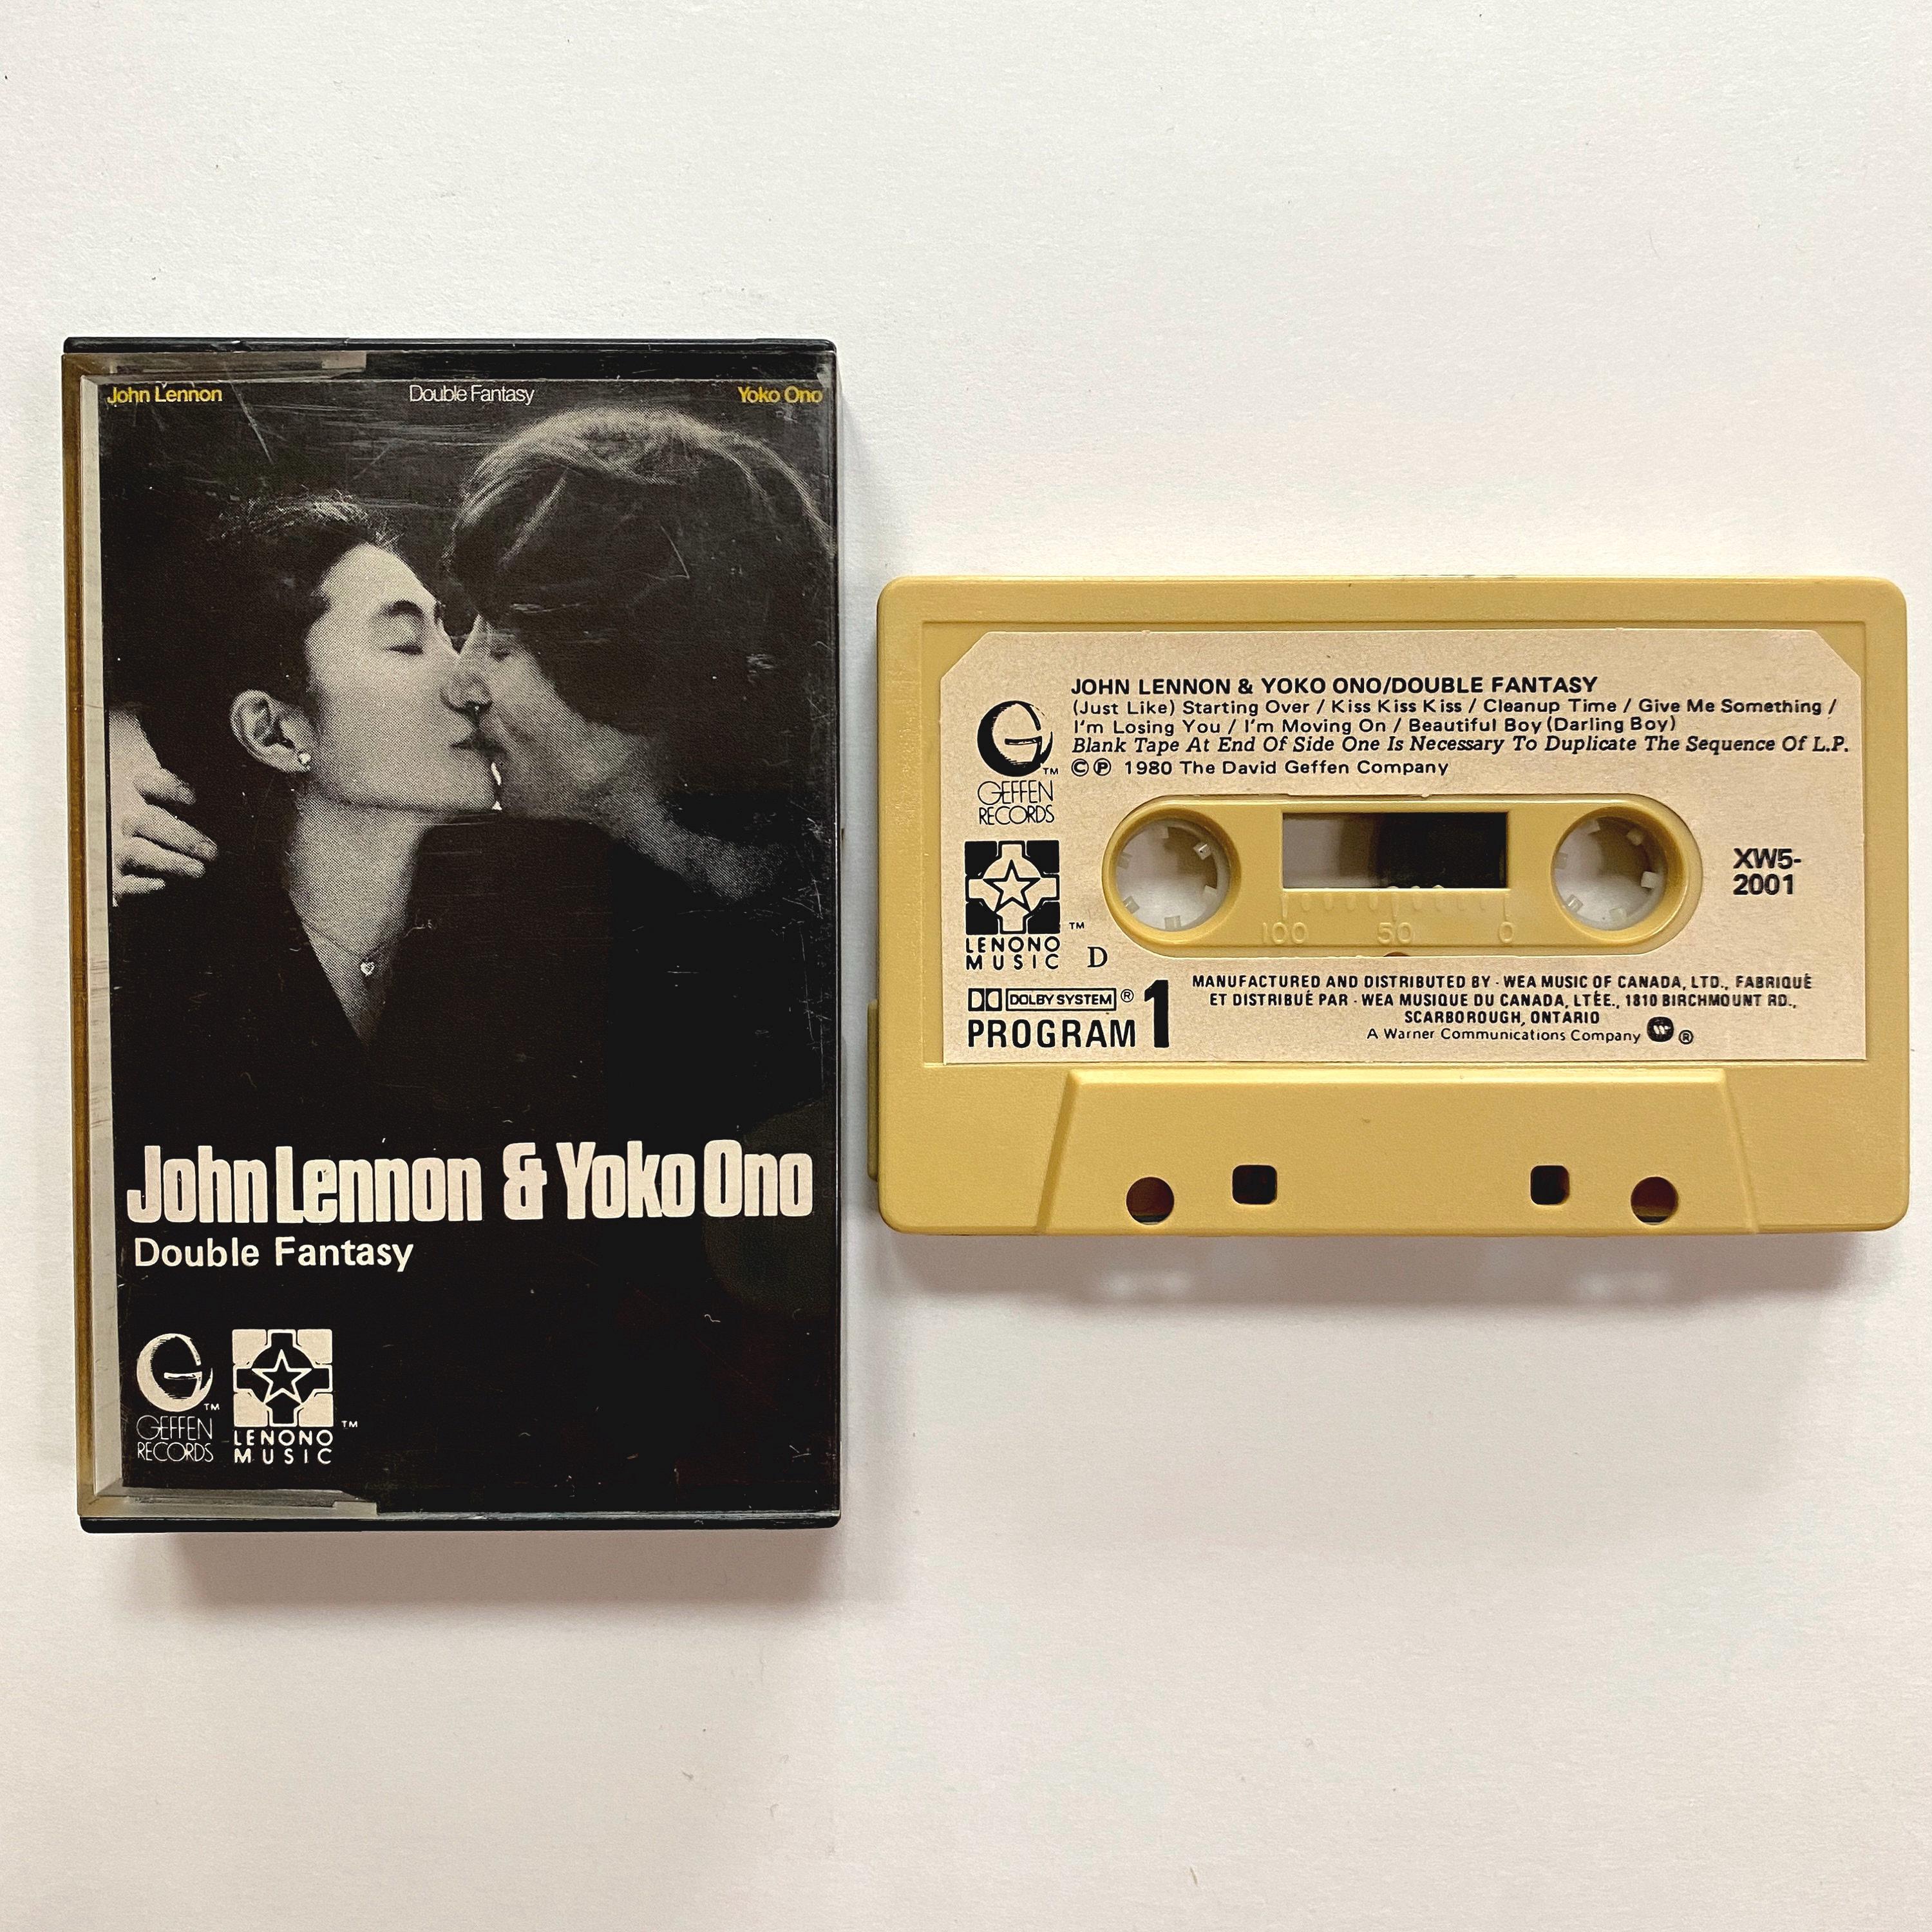 John Lennon Double Fantasy Yoko Ono
John Lennon & Yoko Ono
Double Fantasy
GEFFEN
RECORDS
TM
LENONO
MUSIC
TM
JOHN LENNON & YOKO ONO/DOUBLE FANTASY
(Just Like) Starting Over / Kiss Kiss Kiss / Cleanup Time / Give Me Something /
I'm Losing You / I'm Moving On / Beautiful Boy (Darling Boy)
Blank Tape At End Of Side One Is Necessary To Duplicate The Sequence Of L.P.
© ℗ 1980 The David Geffen Company
TM
GEFFEN
RECORDS
LENONO
MUSIC
TM
D
XW5-
2001
100 50 0
DOLBY SYSTEM ®
PROGRAM 1
MANUFACTURED AND DISTRIBUTED BY · WEA MUSIC OF CANADA, LTD., FABRIQUÉ
ET DISTRIBUÉ PAR · WEA MUSIQUE DU CANADA, LTÉE., 1810 BIRCHMOUNT RD.,
SCARBOROUGH, ONTARIO
A Warner Communications Company ®